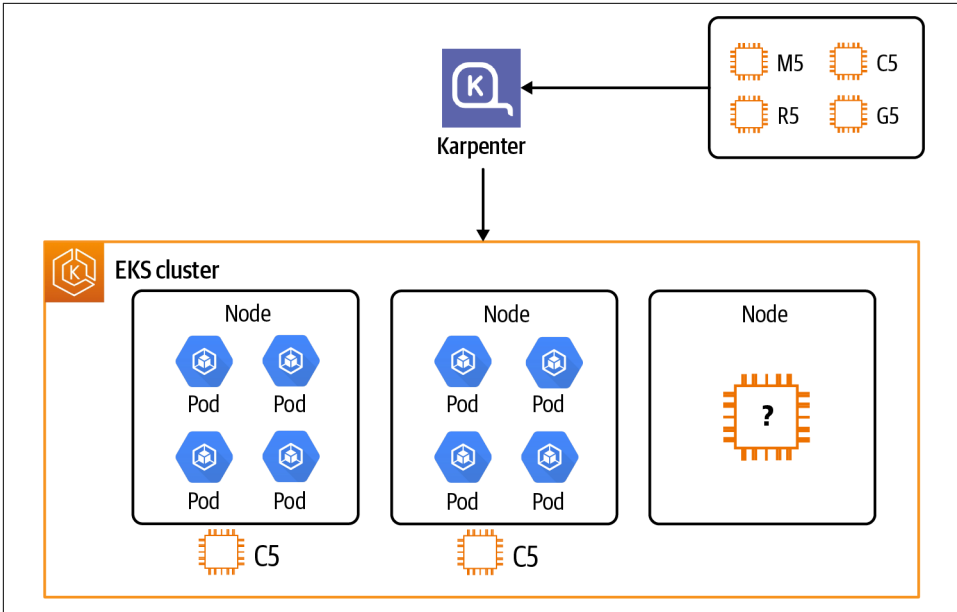 M5 C5
R5 G5
K
Karpenter
K
EKS cluster
Node Node Node
Pod Pod Pod Pod
?
Pod Pod Pod Pod
C5 C5